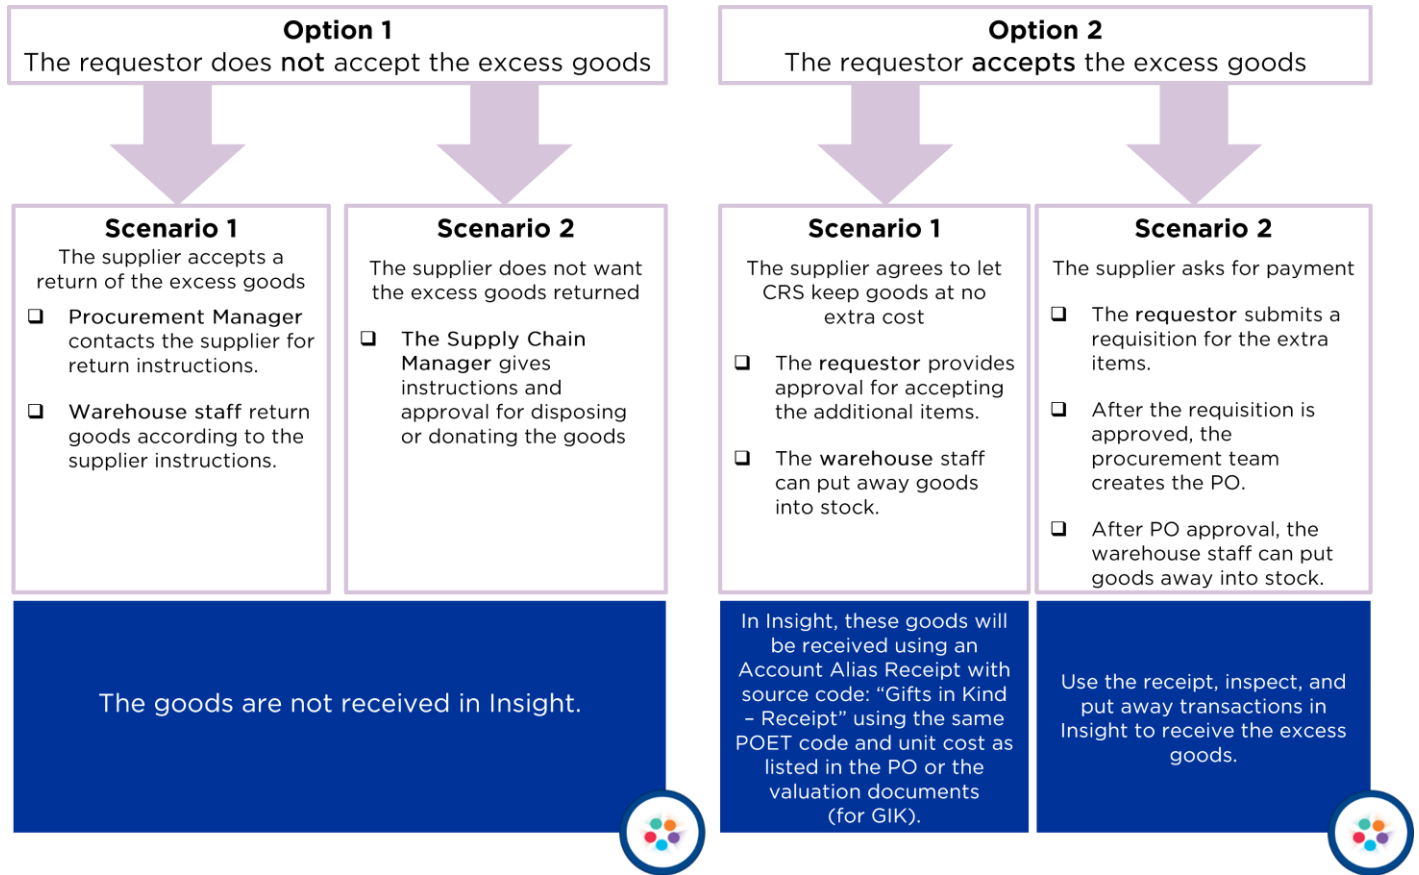 Option 1
The requestor does not accept the excess goods
Option 2
The requestor accepts the excess goods
Scenario 1
The supplier accepts a
return of the excess goods
❑ Procurement Manager
contacts the supplier for
return instructions.
❑ Warehouse staff return
goods according to the
supplier instructions.
Scenario 2
The supplier does not want
the excess goods returned
❑ The Supply Chain
Manager gives
instructions and
approval for disposing
or donating the goods
The goods are not received in Insight.
Scenario 1
The supplier agrees to let
CRS keep goods at no
extra cost
❑ The requestor provides
approval for accepting
the additional items.
❑ The warehouse staff
can put away goods
into stock.
In Insight, these goods will
be received using an
Account Alias Receipt with
source code: “Gifts in Kind
– Receipt” using the same
POET code and unit cost as
listed in the PO or the
valuation documents
(for GIK).
Scenario 2
The supplier asks for payment
❑ The requestor submits a
requisition for the extra
items.
❑ After the requisition is
approved, the
procurement team
creates the PO.
❑ After PO approval, the
warehouse staff can put
goods away into stock.
Use the receipt, inspect, and
put away transactions in
Insight to receive the excess
goods.